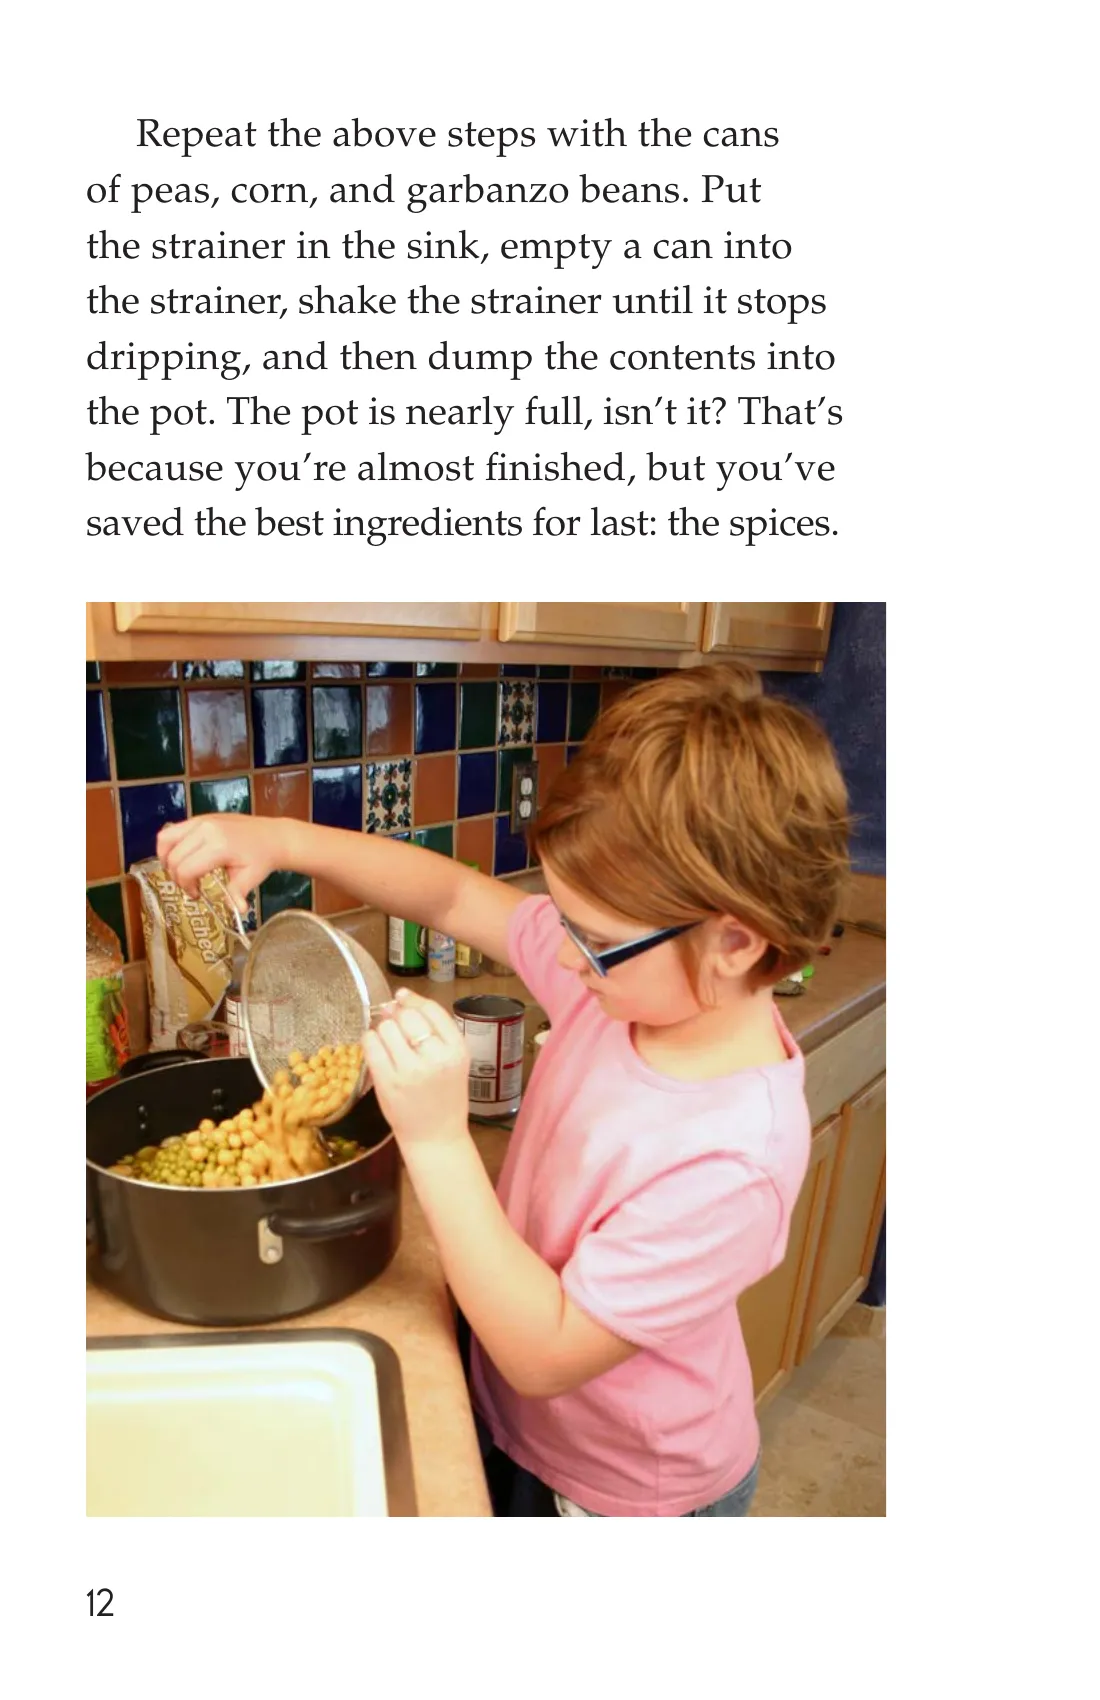 Repeat the above steps with the cans
of peas, corn, and garbanzo beans. Put
the strainer in the sink, empty a can into
the strainer, shake the strainer until it stops
dripping, and then dump the contents into
the pot. The pot is nearly full, isn’t it? That’s
because you’re almost finished, but you’ve
saved the best ingredients for last: the spices.
Rice
12